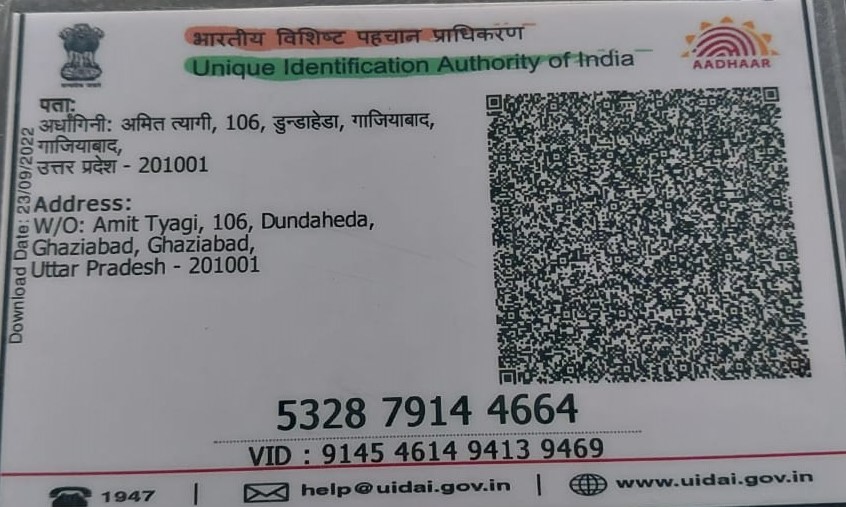 भारतीय विशिष्ट पहचान प्राधिकरण
Unique Identification Authority of India
AADHAAR
पता:
अर्धांगिनी: अमित त्यागी, 106, डुन्डाहेडा, गाजियाबाद,
गाजियाबाद,
उत्तर प्रदेश - 201001
Download Date: 23/09/2022
Address:
W/O: Amit Tyagi, 106, Dundaheda,
Ghaziabad, Ghaziabad,
Uttar Pradesh - 201001
5328 7914 4664
VID : 9145 4614 9413 9469
1947 | help@uidai.gov.in | www.uidai.gov.in